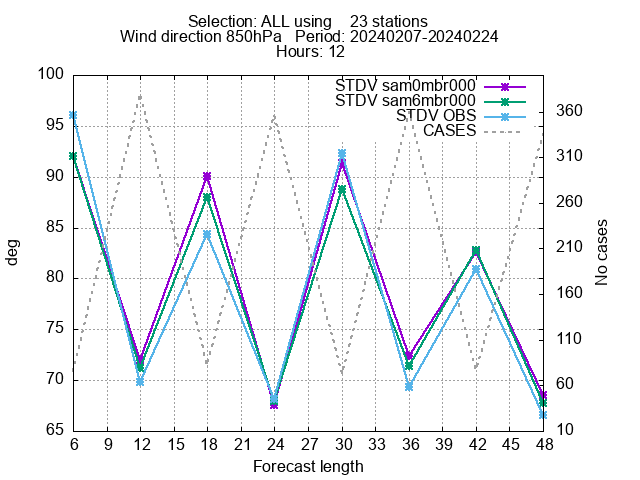 Selection: ALL using 23 stations
Wind direction 850hPa Period: 20240207-20240224
Hours: 12
STDV sam0mbr000
STDV sam6mbr000
STDV OBS
CASES
100
95
90
85
80
75
70
65
deg
360
310
260
210
160
110
60
10
No cases
6 9 12 15 18 21 24 27 30 33 36 39 42 45 48
Forecast length